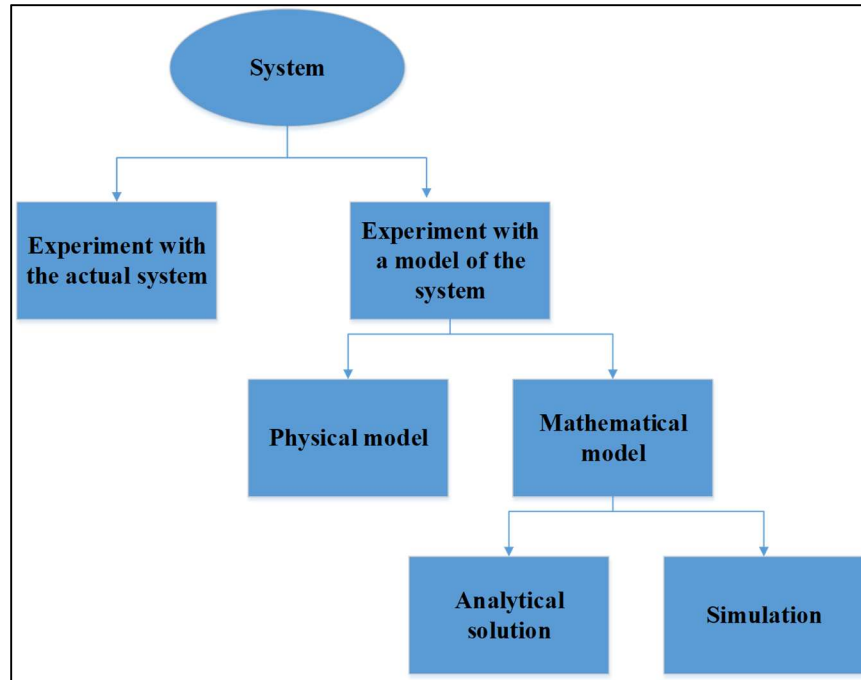 System
Experiment with
the actual system
Experiment with
a model of the
system
Physical model
Mathematical
model
Analytical
solution
Simulation